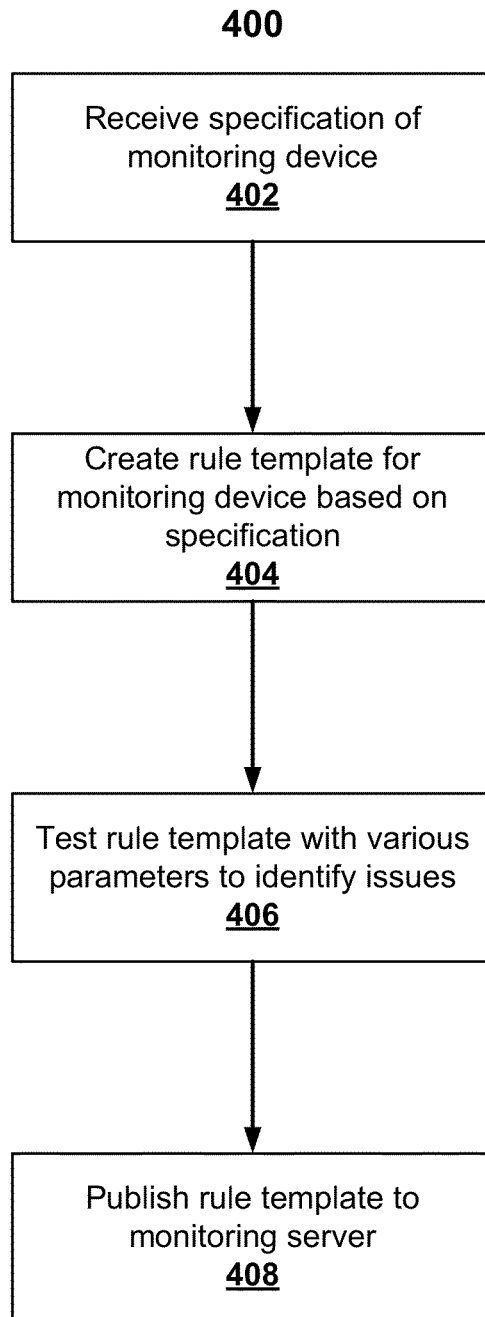 400
Receive specification of
monitoring device
402
Create rule template for
monitoring device based on
specification
404
Test rule template with various
parameters to identify issues
406
Publish rule template to
monitoring server
408